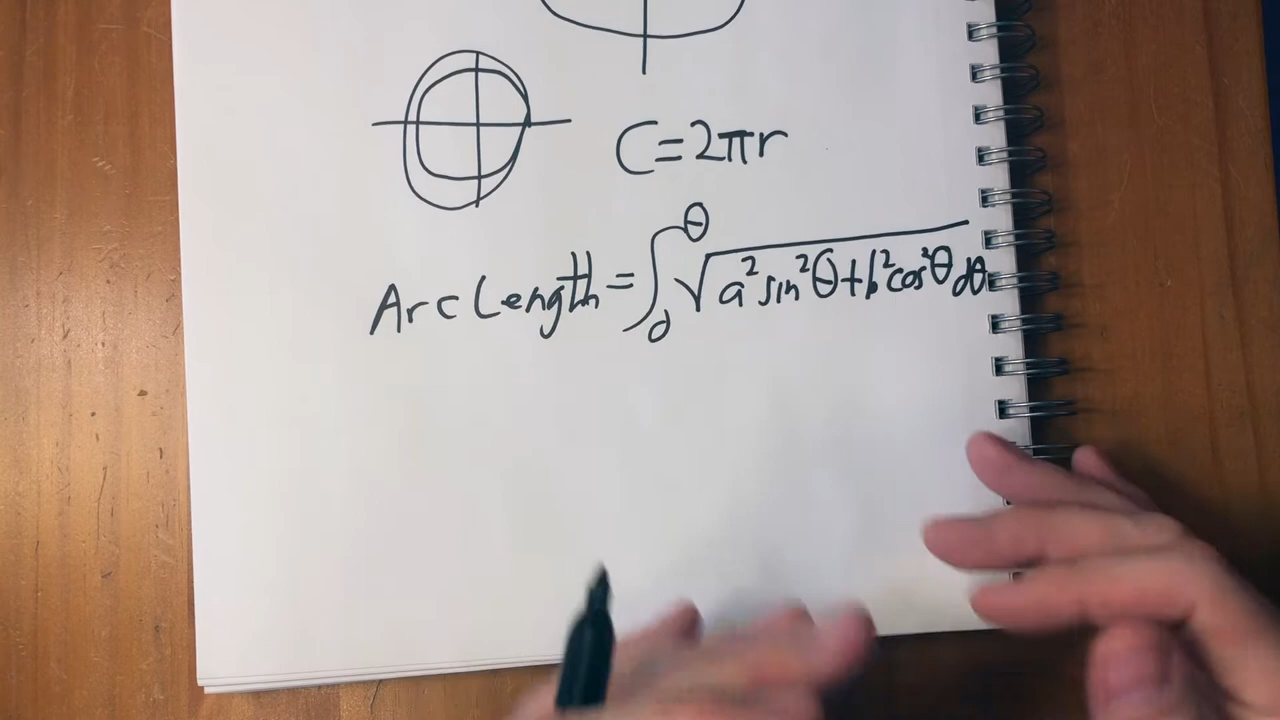 C=2πr
Arc Length = ∫₀^θ √(a²sin²θ+b²cos²θ) dθ